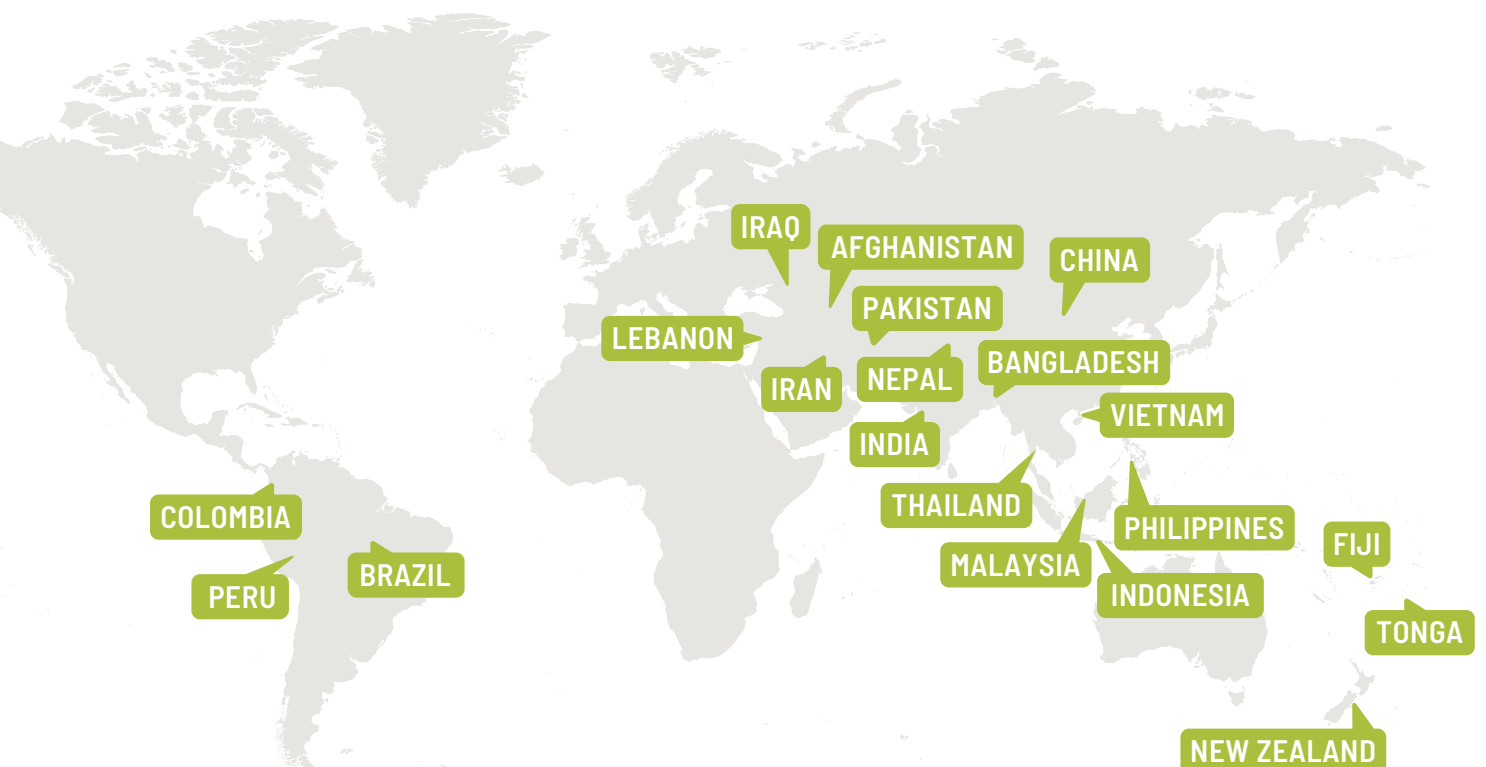 IRAQ
AFGHANISTAN
CHINA
PAKISTAN
LEBANON
BANGLADESH
NEPAL
IRAN
VIETNAM
INDIA
THAILAND
COLOMBIA
PHILIPPINES
FIJI
MALAYSIA
BRAZIL
INDONESIA
PERU
TONGA
NEW ZEALAND